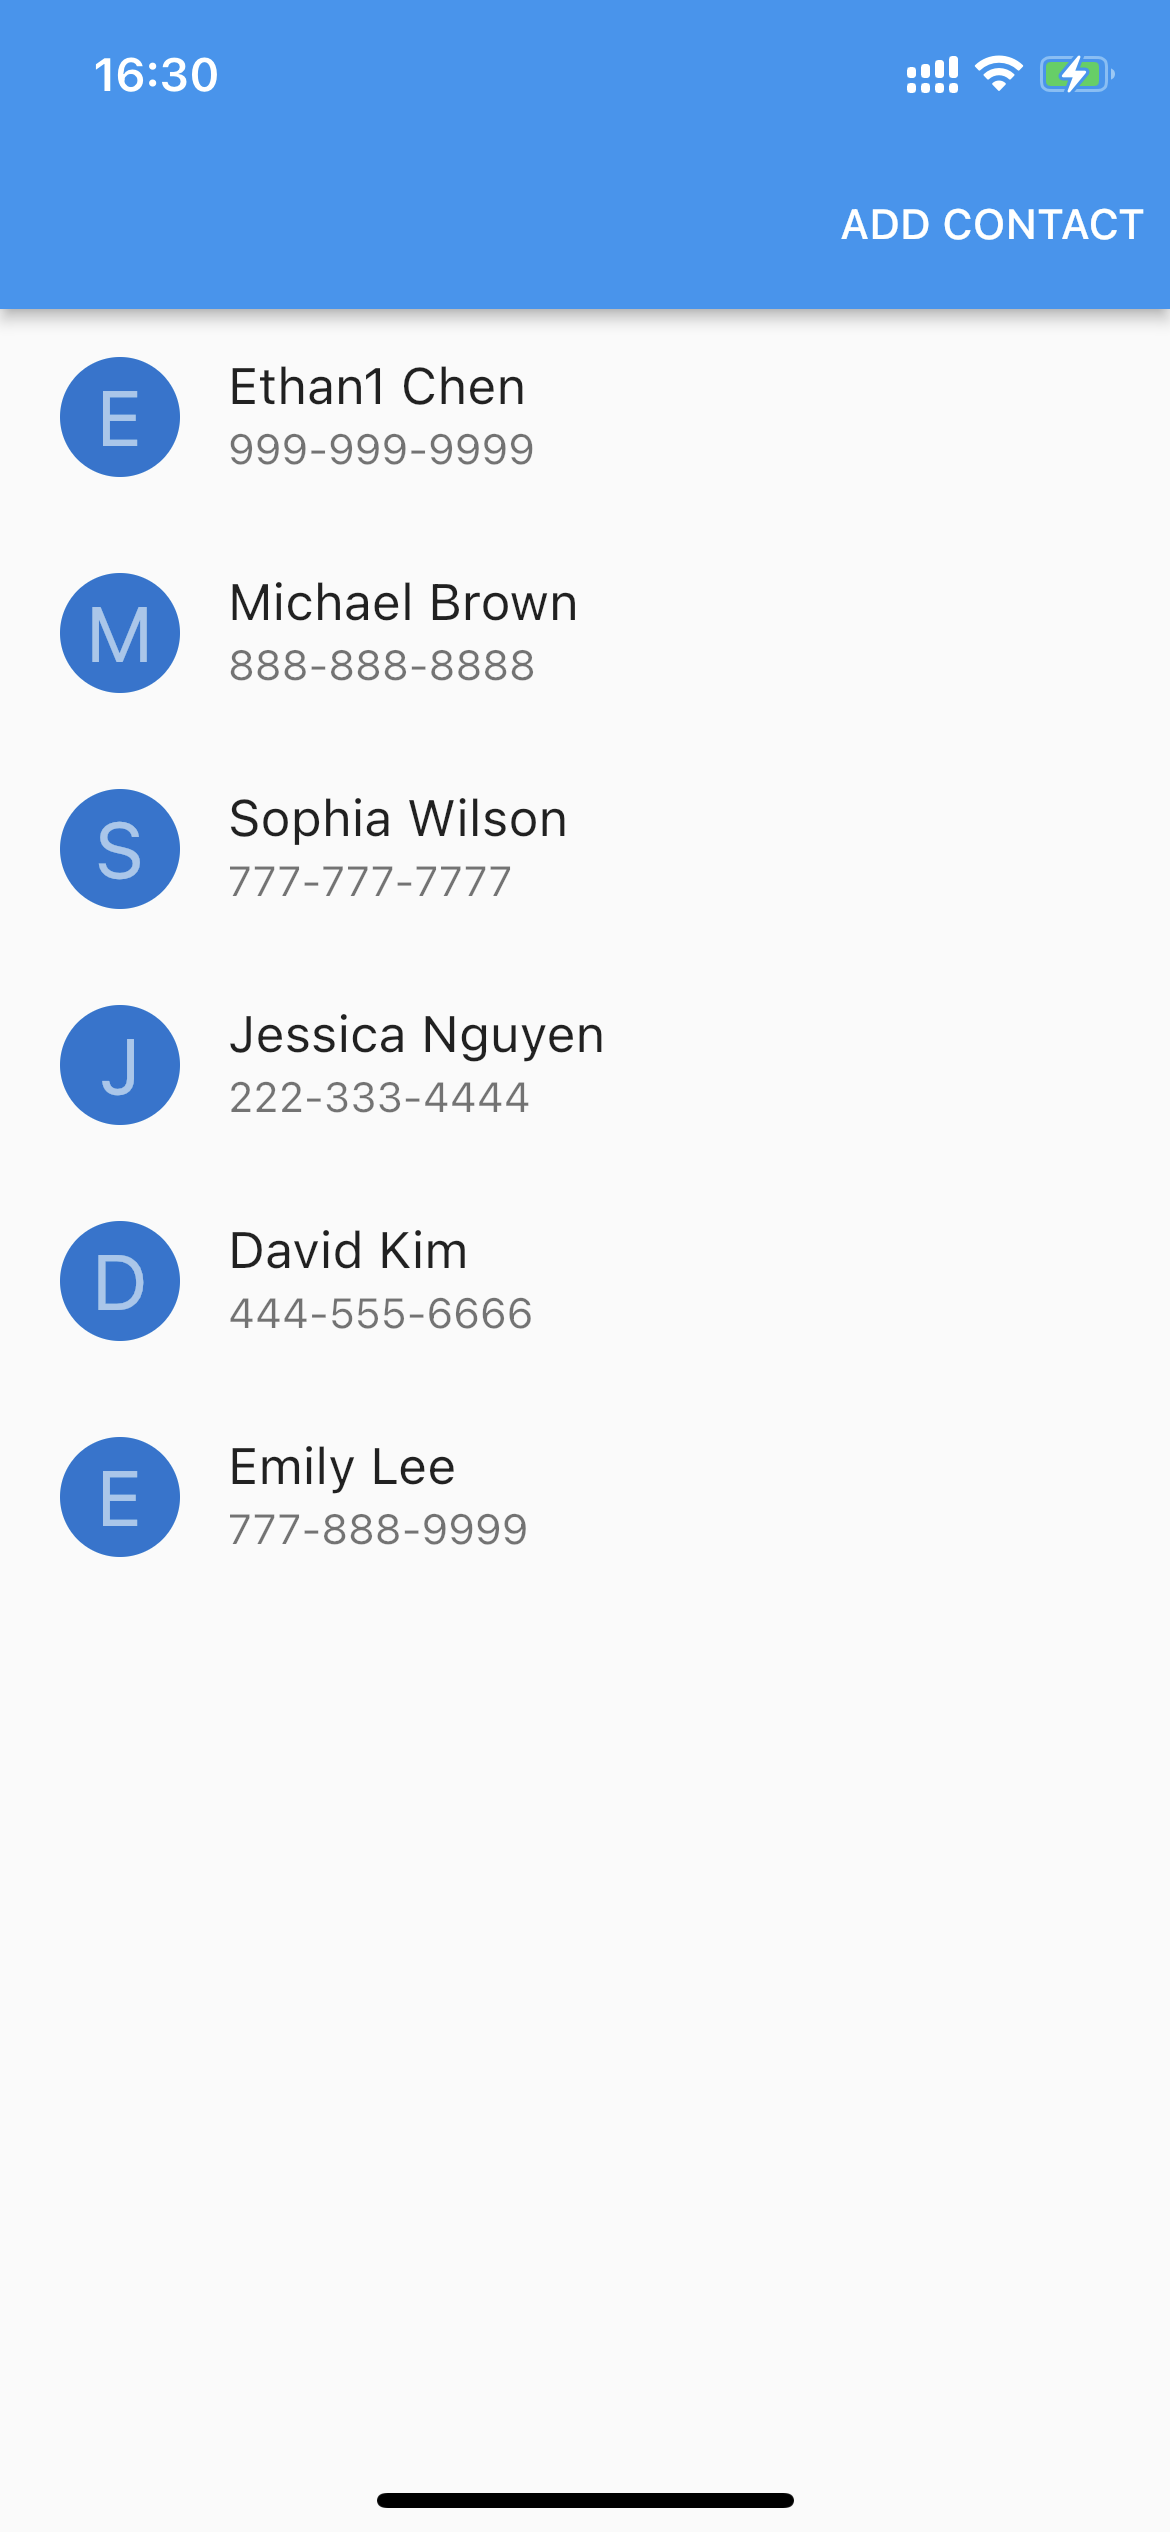 16:30
ADD CONTACT
E
Ethan1 Chen
999-999-9999
M
Michael Brown
888-888-8888
S
Sophia Wilson
777-777-7777
J
Jessica Nguyen
222-333-4444
D
David Kim
444-555-6666
E
Emily Lee
777-888-9999